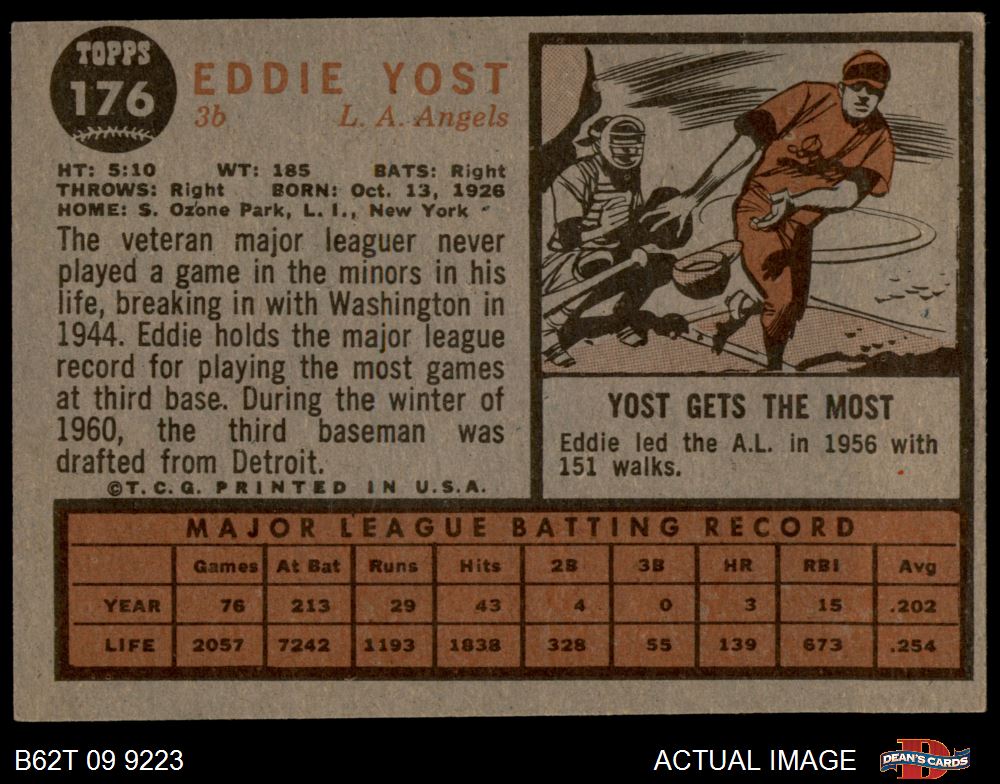 TOPPS
176
EDDIE YOST
3b L. A. Angels
HT: 5:10 WT: 185 BATS: Right
THROWS: Right BORN: Oct. 13, 1926
HOME: S. Ozone Park, L. I., New York
The veteran major leaguer never
played a game in the minors in his
life, breaking in with Washington in
1944. Eddie holds the major league
record for playing the most games
at third base. During the winter of
1960, the third baseman was
drafted from Detroit.
©T. C. G. PRINTED IN U. S. A.
YOST GETS THE MOST
Eddie led the A.L. in 1956 with
151 walks.
MAJOR LEAGUE BATTING RECORD
Games At Bat Runs Hits 2B 3B HR RBI Avg
YEAR 76 213 29 43 4 0 3 15 .202
LIFE 2057 7242 1193 1838 328 55 139 673 .254
B62T 09 9223 ACTUAL IMAGE
D
DEAN'S CARDS